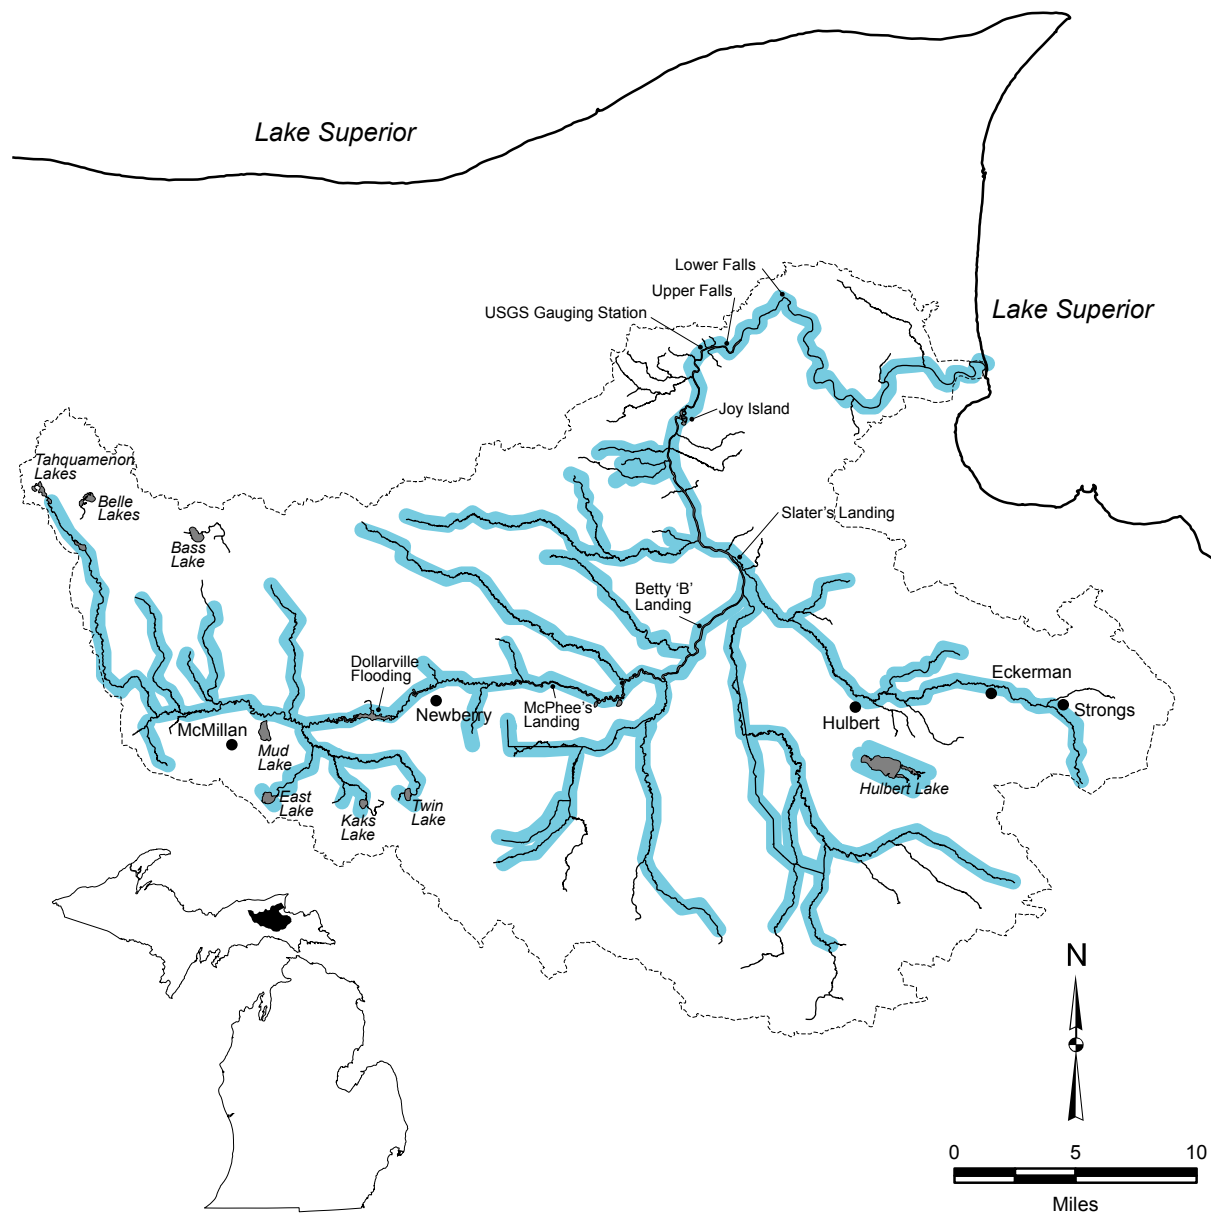 Lake Superior
Lower Falls
Upper Falls
USGS Gauging Station
Lake Superior
Joy Island
Tahquamenon
Lakes
Belle
Lakes
Bass
Lake
Slater's Landing
Betty ‘B’
Landing
Dollarville
Flooding
McPhee's
Landing
Newberry
McMillan
Mud
Lake
East
Lake
Kaks
Lake
Twin
Lake
Eckerman
Strongs
Hulbert
Hulbert Lake
N
0 5 10
Miles